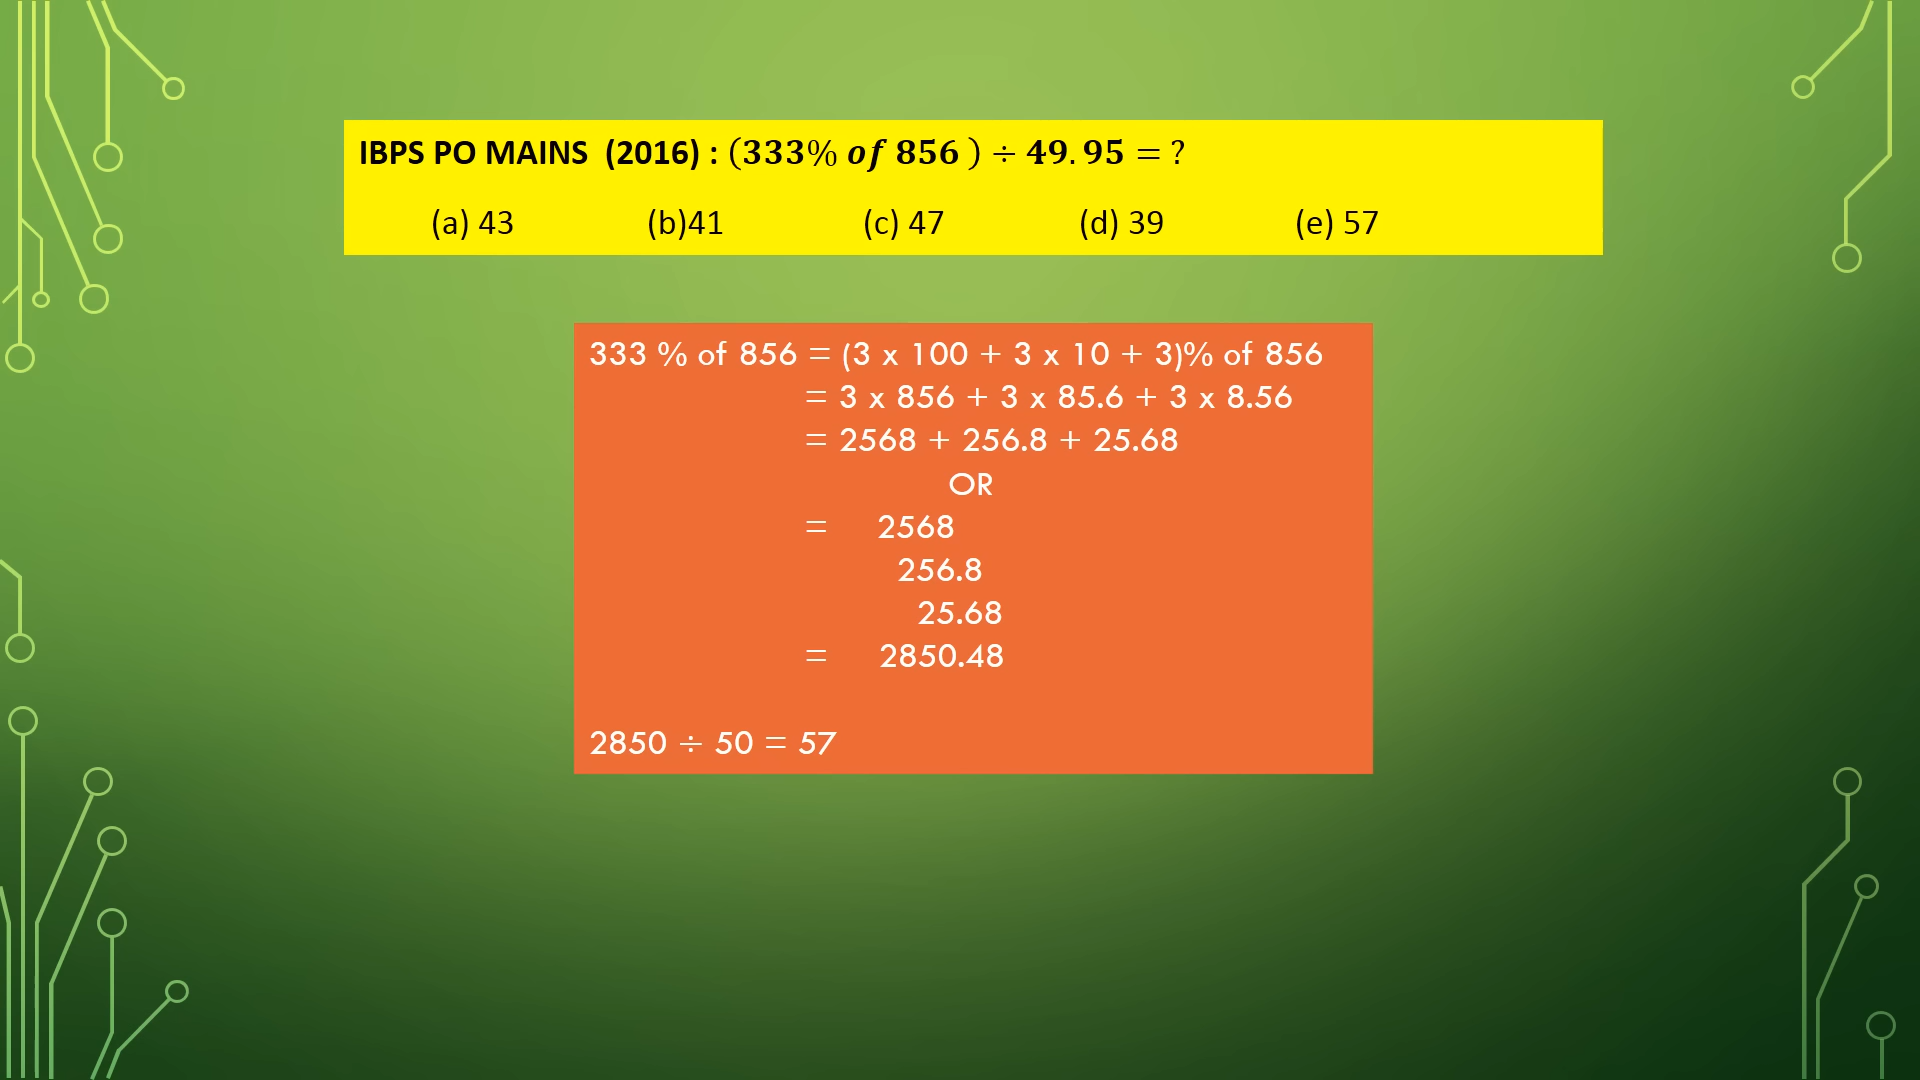 IBPS PO MAINS (2016) : (333% of 856 ) ÷ 49.95 = ?
(a) 43 (b)41 (c) 47 (d) 39 (e) 57
333 % of 856 = (3 x 100 + 3 x 10 + 3)% of 856
= 3 x 856 + 3 x 85.6 + 3 x 8.56
= 2568 + 256.8 + 25.68
OR
= 2568
256.8
25.68
= 2850.48
2850 ÷ 50 = 57